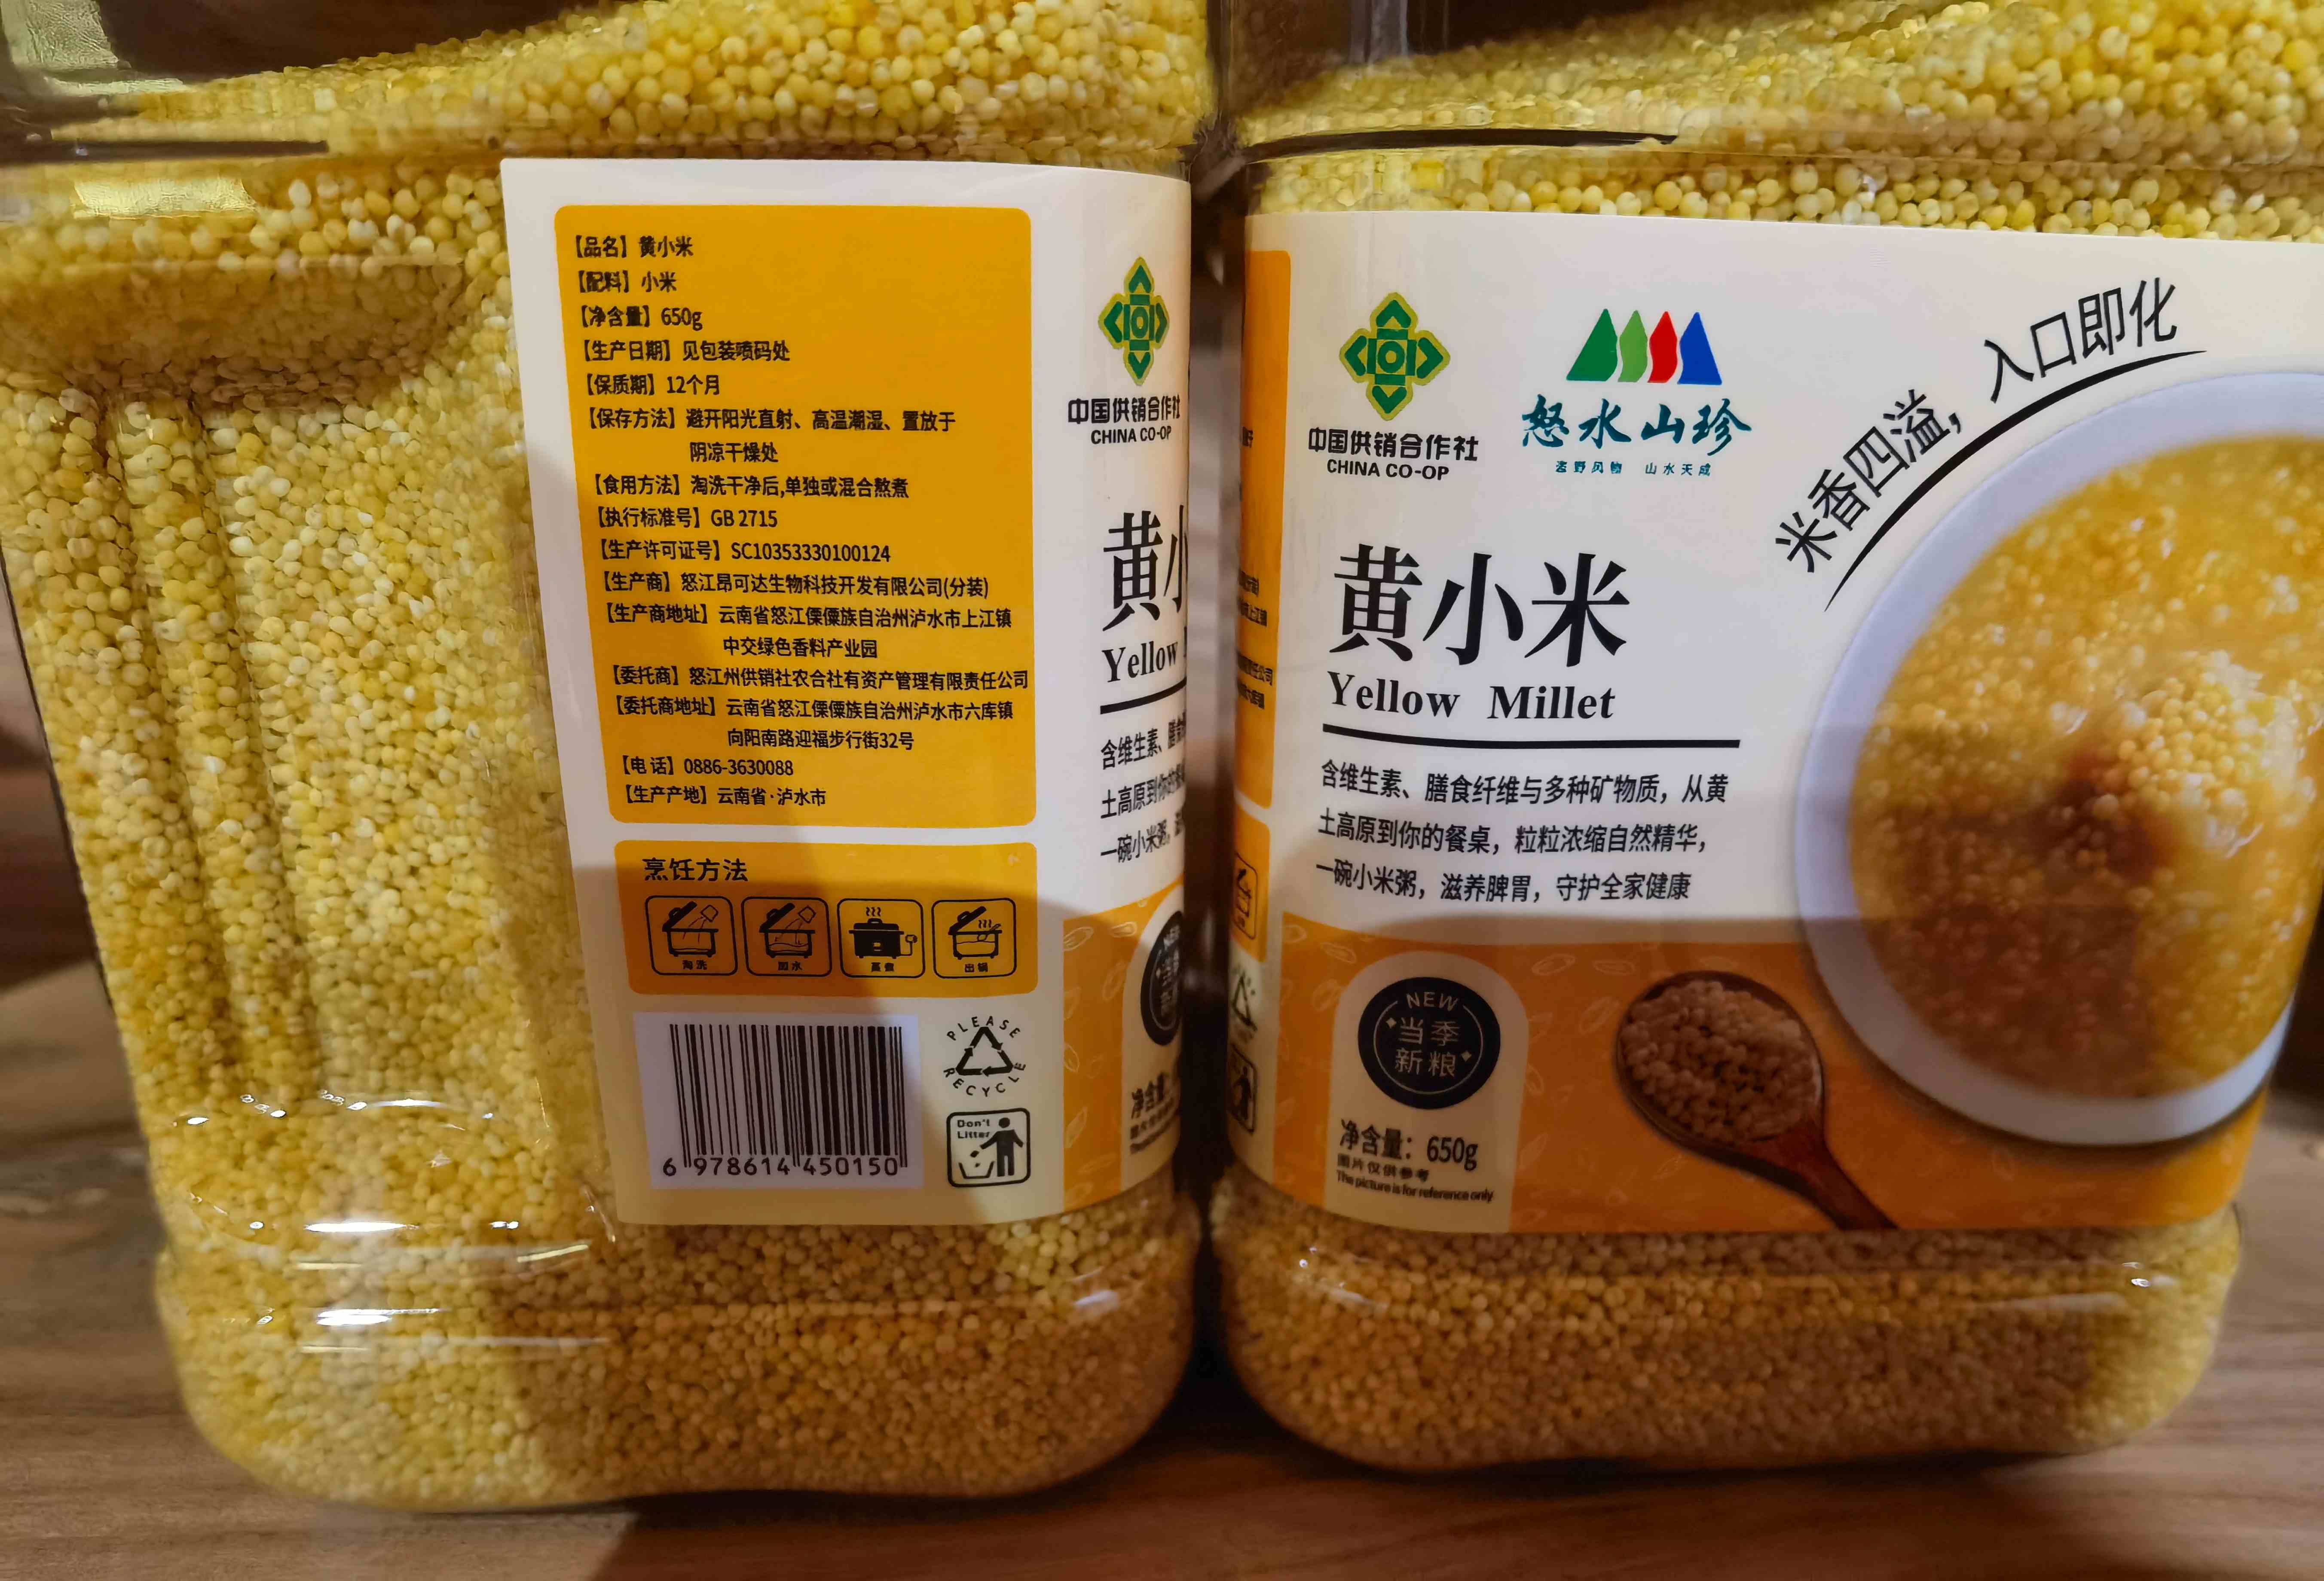 【品名】黄小米
【配料】小米
【净含量】650g
【生产日期】见包装喷码处
【保质期】12个月
【保存方法】避开阳光直射、高温潮湿、置放于
阴凉干燥处
【食用方法】淘洗干净后,单独或混合熬煮
【执行标准号】GB 2715
【生产许可证号】SC10353330100124
【生产商】怒江昂可达生物科技开发有限公司(分装)
【生产商地址】云南省怒江傈僳族自治州泸水市上江镇
中交绿色香料产业园
【委托商】怒江州供销社农合社有资产管理有限责任公司
【委托商地址】云南省怒江傈僳族自治州泸水市六库镇
向阳南路迎福步行街32号
【电 话】0886-3630088
【生产产地】云南省·泸水市
烹饪方法
淘洗
加水
蒸煮
出锅
6 978614 450150
PLEASE
RECYCLE
Don't
Litter
中国供销合作社
CHINA CO-OP
黄小
Yellow
含维生素、膳食
土高原到你的餐
一碗小米粥,
净含量:
中国供销合作社
CHINA CO-OP
怒水山珍
山水天成
米香四溢,入口即化
黄小米
Yellow Millet
含维生素、膳食纤维与多种矿物质,从黄
土高原到你的餐桌,粒粒浓缩自然精华,
一碗小米粥,滋养脾胃,守护全家健康
NEW
当季
新粮
净含量:650g
图片仅供参考
The picture is for reference only